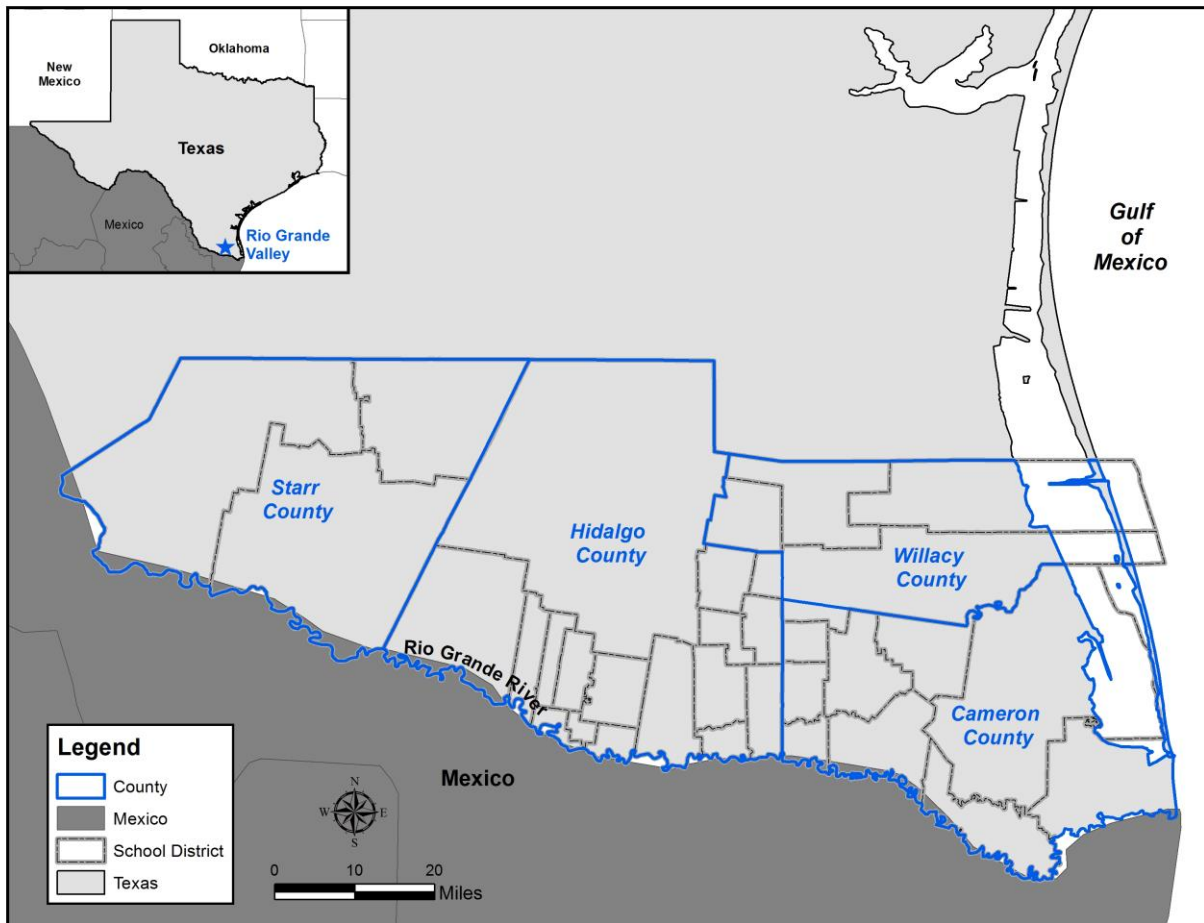 New
Mexico
Oklahoma
Texas
Mexico
Rio Grande
Valley
Gulf
of
Mexico
Starr
County
Hidalgo
County
Willacy
County
Rio Grande River
Cameron
County
Mexico
Legend
County
Mexico
School District
Texas
N
W E
S
0 10 20
Miles